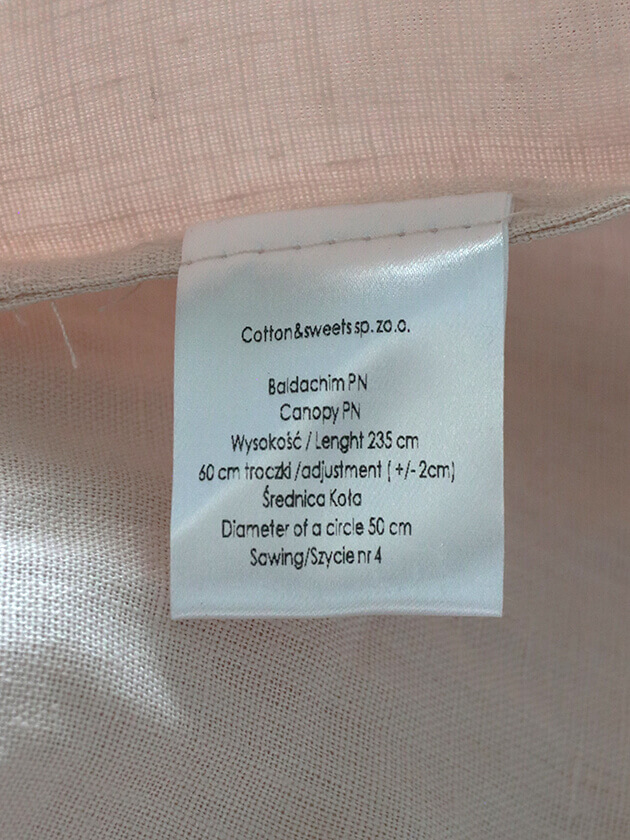 Cotton&sweets sp. zo.o.
Baldachim PN
Canopy PN
Wysokość / Lenght 235 cm
60 cm troczki /adjustment ( +/- 2cm)
Średnica Koła
Diameter of a circle 50 cm
Sawing/Szycie nr 4